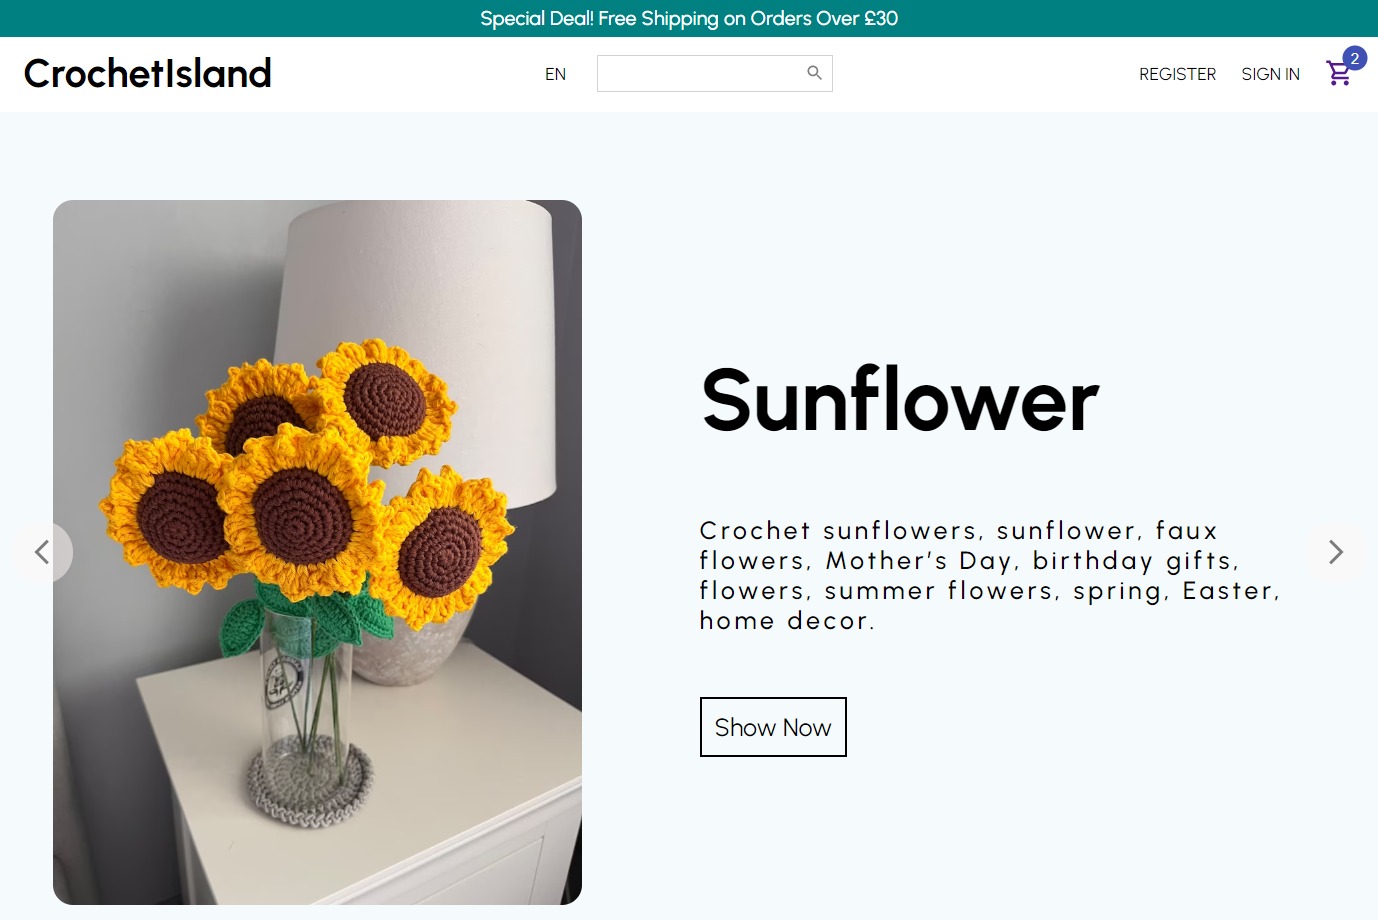 Special Deal! Free Shipping on Orders Over £30
CrochetIsland
EN
REGISTER
SIGN IN
2
Sunflower
Crochet sunflowers, sunflower, faux
flowers, Mother's Day, birthday gifts,
flowers, summer flowers, spring, Easter,
home decor.
Show Now